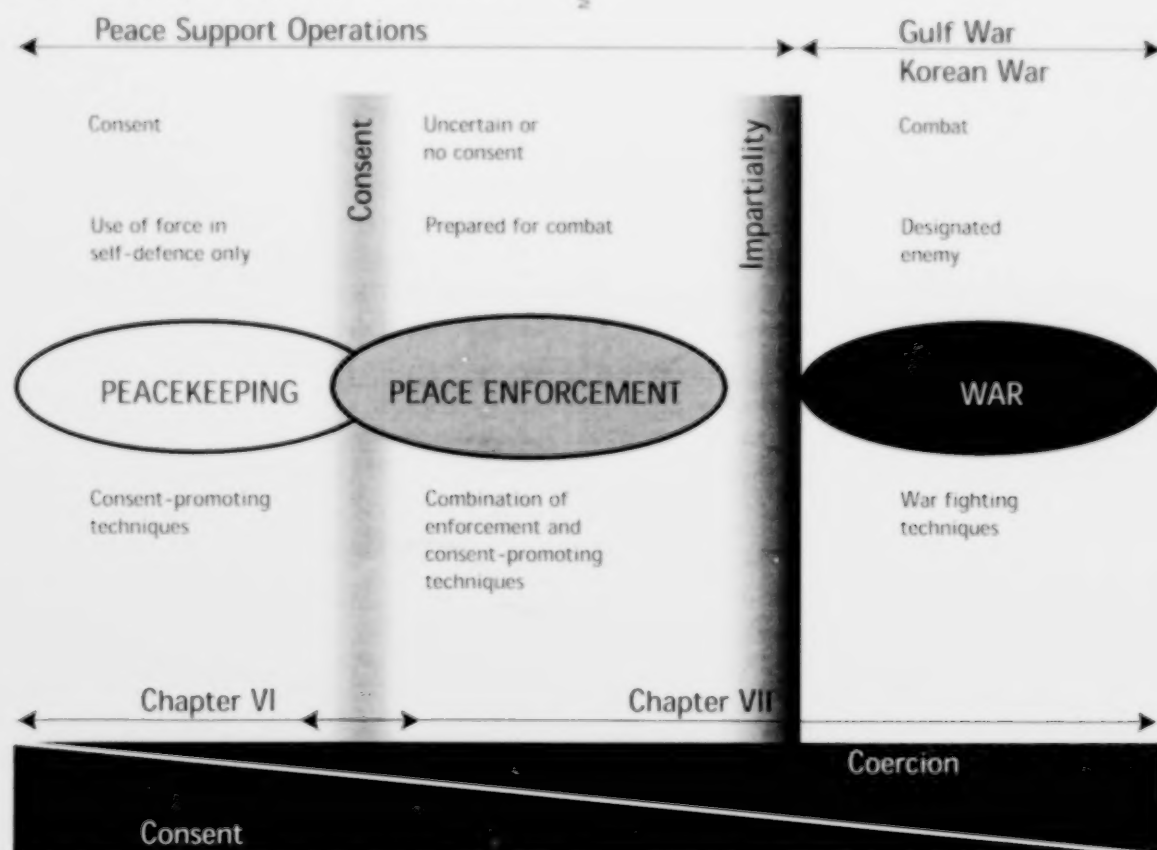 2
Peace Support Operations
Gulf War
Korean War
Consent
Uncertain or
no consent
Combat
Consent
Impartiality
Use of force in
self-defence only
Prepared for combat
Designated
enemy
PEACEKEEPING
PEACE ENFORCEMENT
WAR
Consent-promoting
techniques
Combination of
enforcement and
consent-promoting
techniques
War fighting
techniques
Chapter VI
Chapter VII
Coercion
Consent